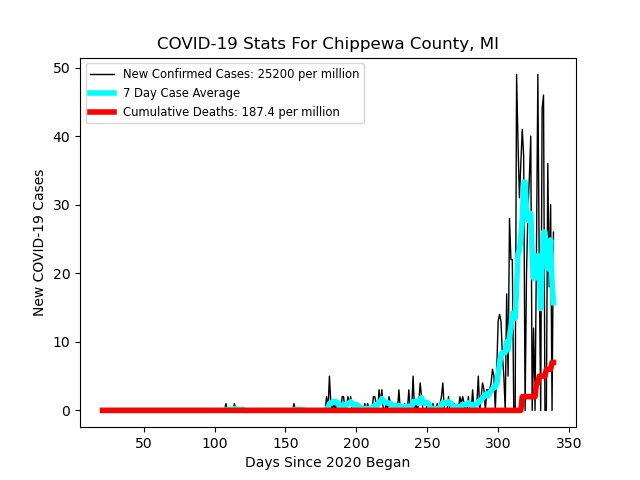 COVID-19 Stats For Chippewa County, MI
New Confirmed Cases: 25200 per million
7 Day Case Average
Cumulative Deaths: 187.4 per million
New COVID-19 Cases
50
40
30
20
10
0
50 100 150 200 250 300 350
Days Since 2020 Began